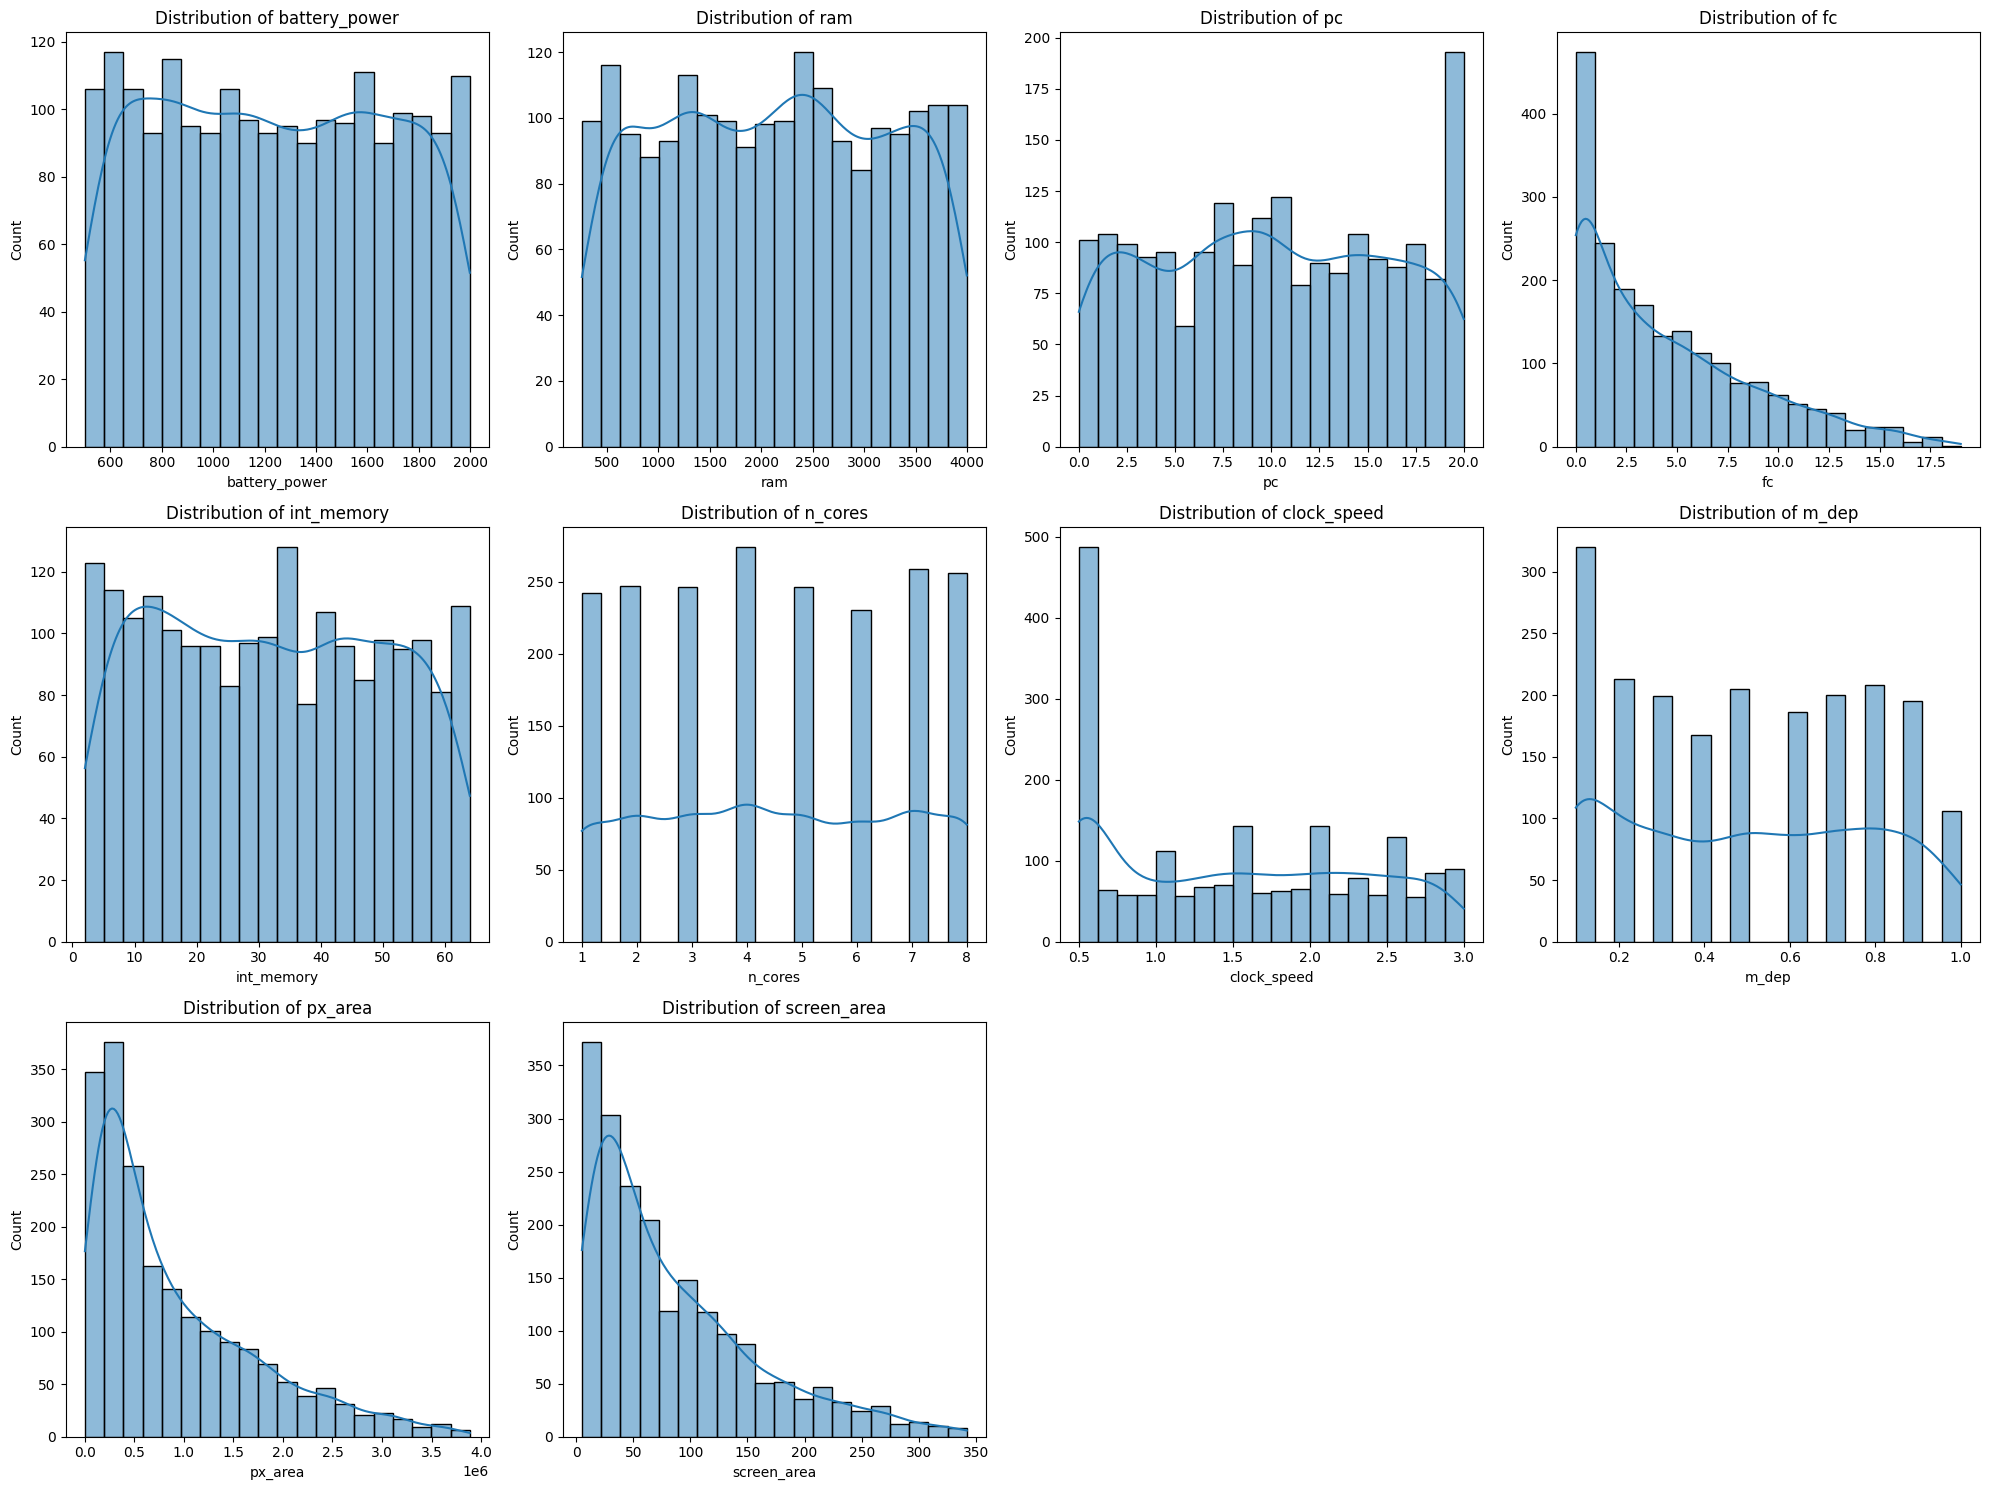 Distribution of battery_power
120
100
80
60
40
20
0
Count
600 800 1000 1200 1400 1600 1800 2000
battery_power
Distribution of ram
120
100
80
60
40
20
0
Count
500 1000 1500 2000 2500 3000 3500 4000
ram
Distribution of pc
200
175
150
125
100
75
50
25
0
Count
0.0 2.5 5.0 7.5 10.0 12.5 15.0 17.5 20.0
pc
Distribution of fc
400
300
200
100
0
Count
0.0 2.5 5.0 7.5 10.0 12.5 15.0 17.5
fc
Distribution of int_memory
120
100
80
60
40
20
0
Count
0 10 20 30 40 50 60
int_memory
Distribution of n_cores
250
200
150
100
50
0
Count
1 2 3 4 5 6 7 8
n_cores
Distribution of clock_speed
500
400
300
200
100
0
Count
0.5 1.0 1.5 2.0 2.5 3.0
clock_speed
Distribution of m_dep
300
250
200
150
100
50
0
Count
0.2 0.4 0.6 0.8 1.0
m_dep
Distribution of px_area
350
300
250
200
150
100
50
0
Count
0.0 0.5 1.0 1.5 2.0 2.5 3.0 3.5 4.0
1e6
px_area
Distribution of screen_area
350
300
250
200
150
100
50
0
Count
0 50 100 150 200 250 300 350
screen_area